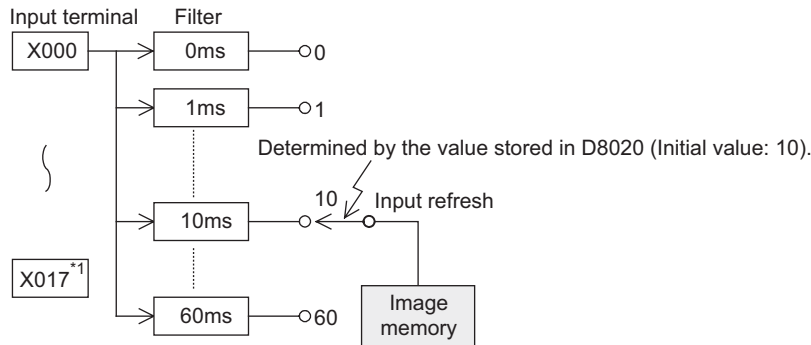 Input terminal Filter
X000 0ms 0
1ms 1
Determined by the value stored in D8020 (Initial value: 10).
10 Input refresh
10ms
X017*1
60ms 60
Image
memory